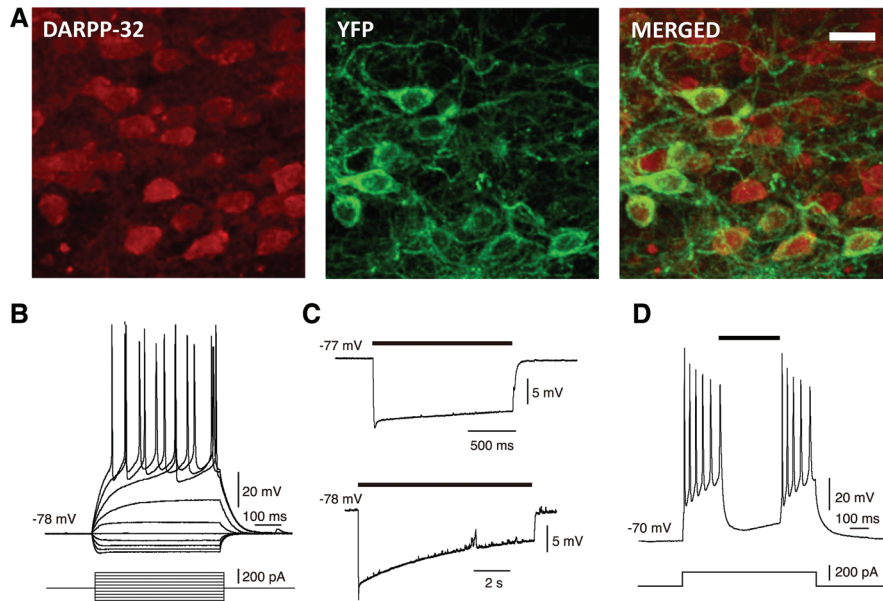 A
DARPP-32
YFP
MERGED
B
-78 mV
20 mV
100 ms
200 pA
C
-77 mV
5 mV
500 ms
-78 mV
5 mV
2 s
D
-70 mV
20 mV
100 ms
200 pA